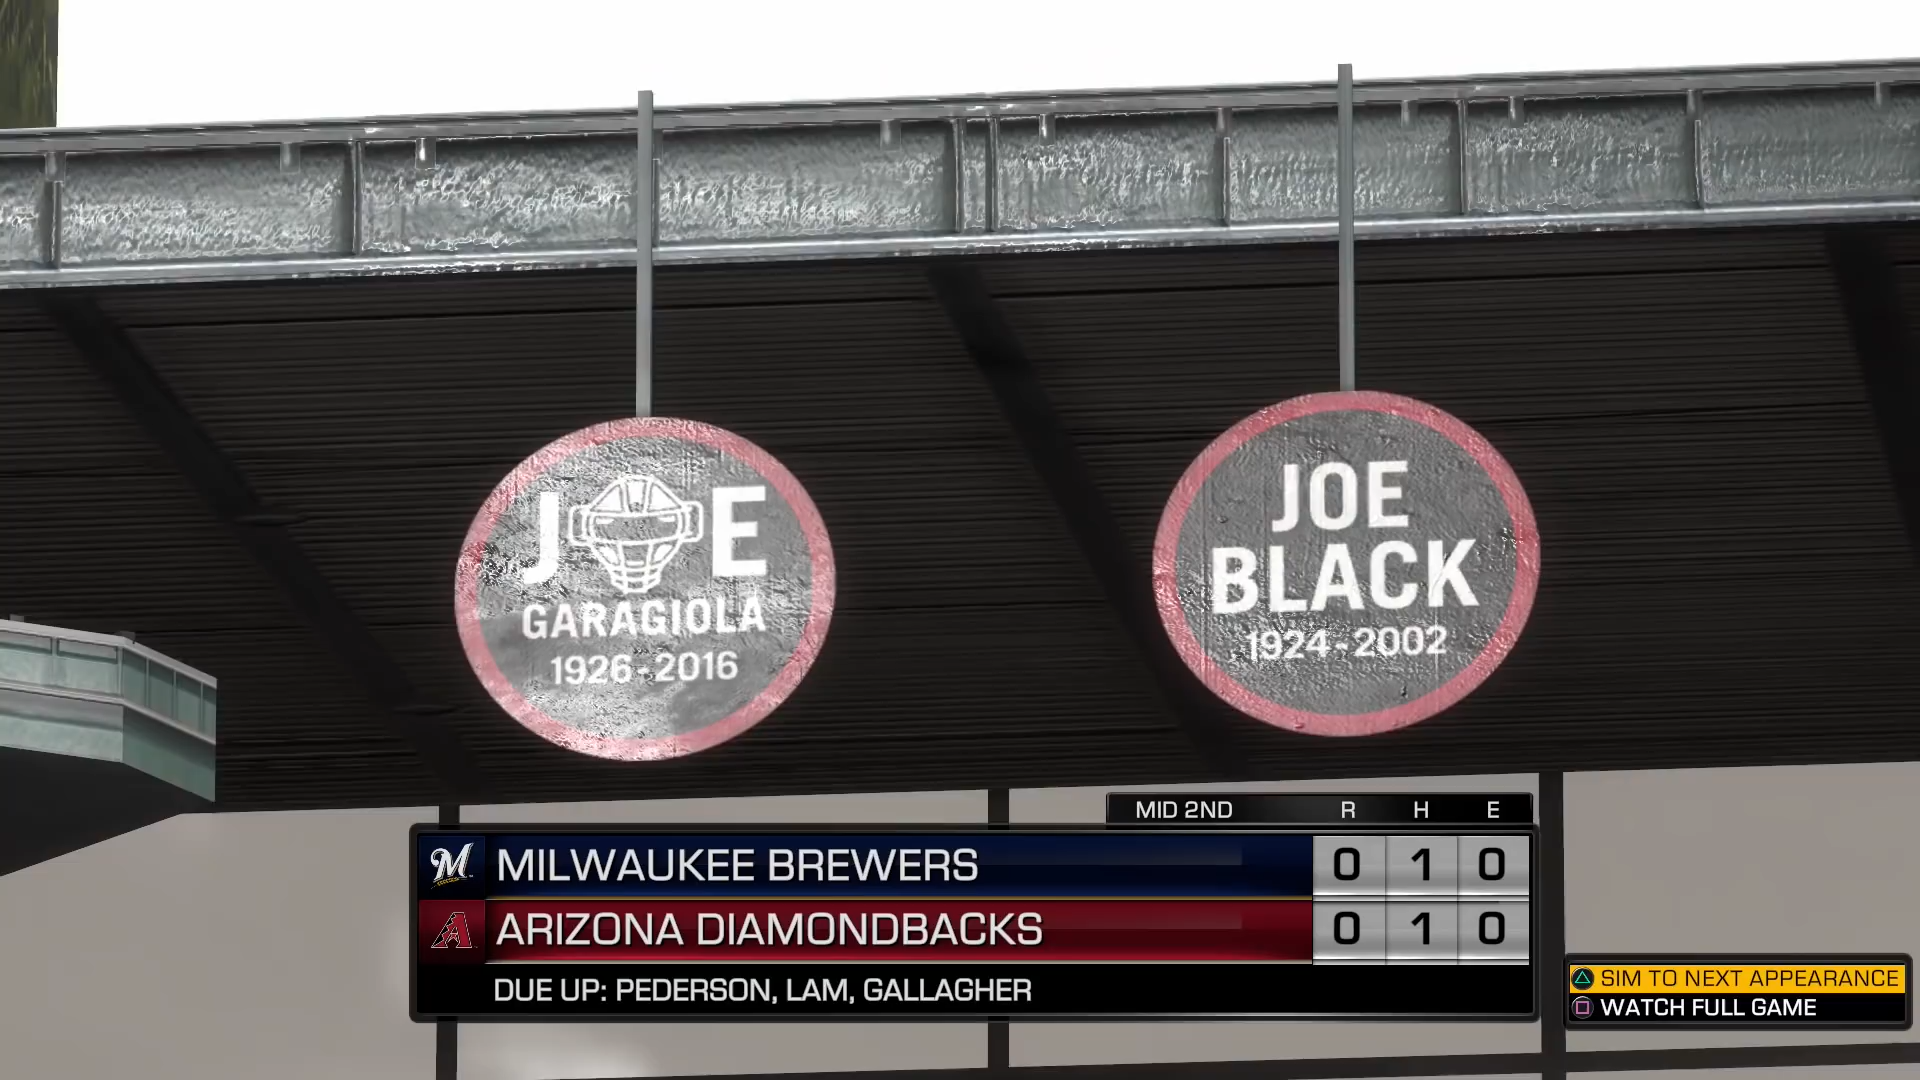 J E
GARAGIOLA
1926-2016
JOE
BLACK
1924-2002
MID 2ND R H E
M MILWAUKEE BREWERS 0 1 0
A ARIZONA DIAMONDBACKS 0 1 0
DUE UP: PEDERSON, LAM, GALLAGHER
SIM TO NEXT APPEARANCE
WATCH FULL GAME